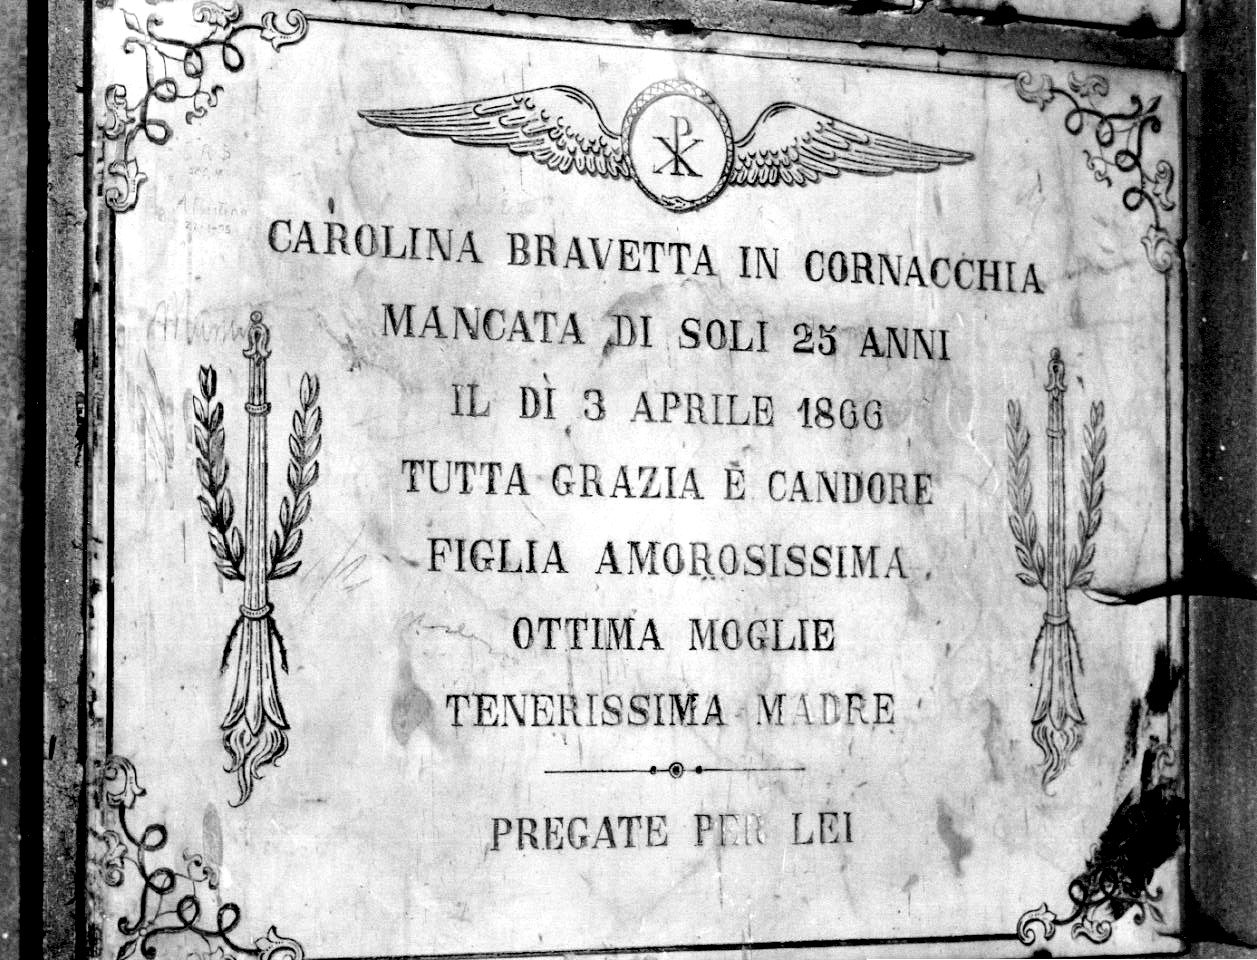 CAROLINA BRAVETTA IN CORNACCHIA
MANCATA DI SOLI 25 ANNI
IL DÌ 3 APRILE 1866
TUTTA GRAZIA E CANDORE
FIGLIA AMOROSISSIMA
OTTIMA MOGLIE
TENERISSIMA MADRE
PREGATE PER LEI